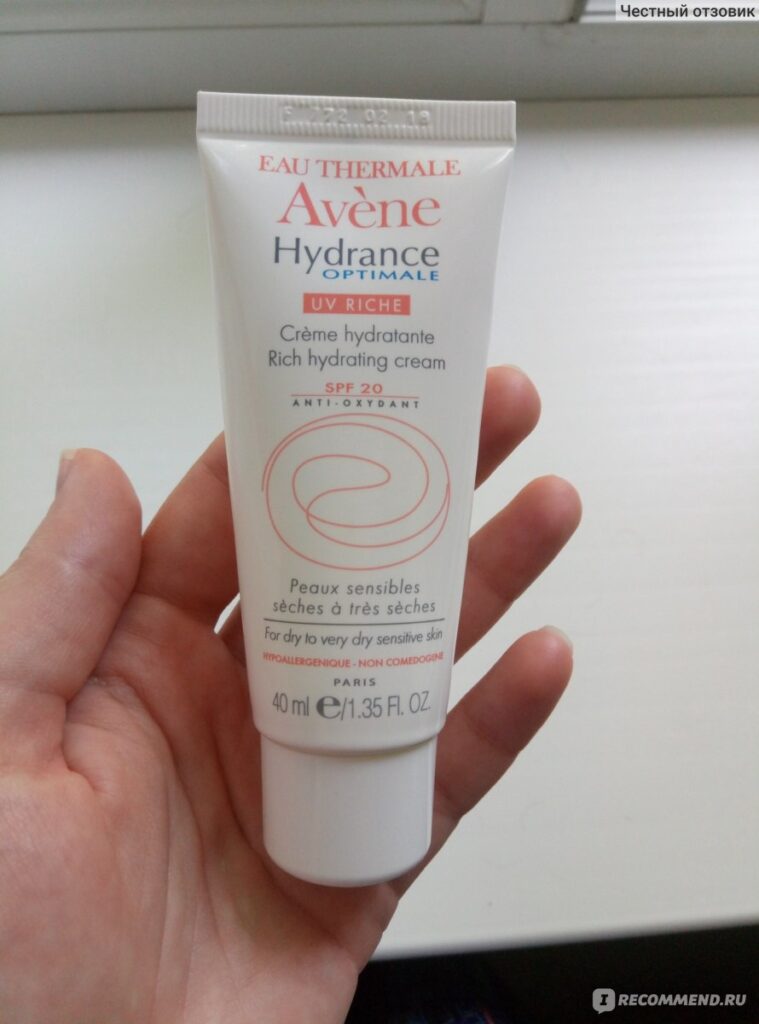 Честный отзовик
EAU THERMALE
Avène
Hydrance
OPTIMALE
UV RICHE
Crème hydratante
Rich hydrating cream
SPF 20
ANTI-OXYDANT
Peaux sensibles
sèches à très sèches
For dry to very dry sensitive skin
HYPOALLERGENIQUE - NON COMEDOGENE
PARIS
40 ml e/1.35 Fl. OZ.
IRECOMMEND.RU